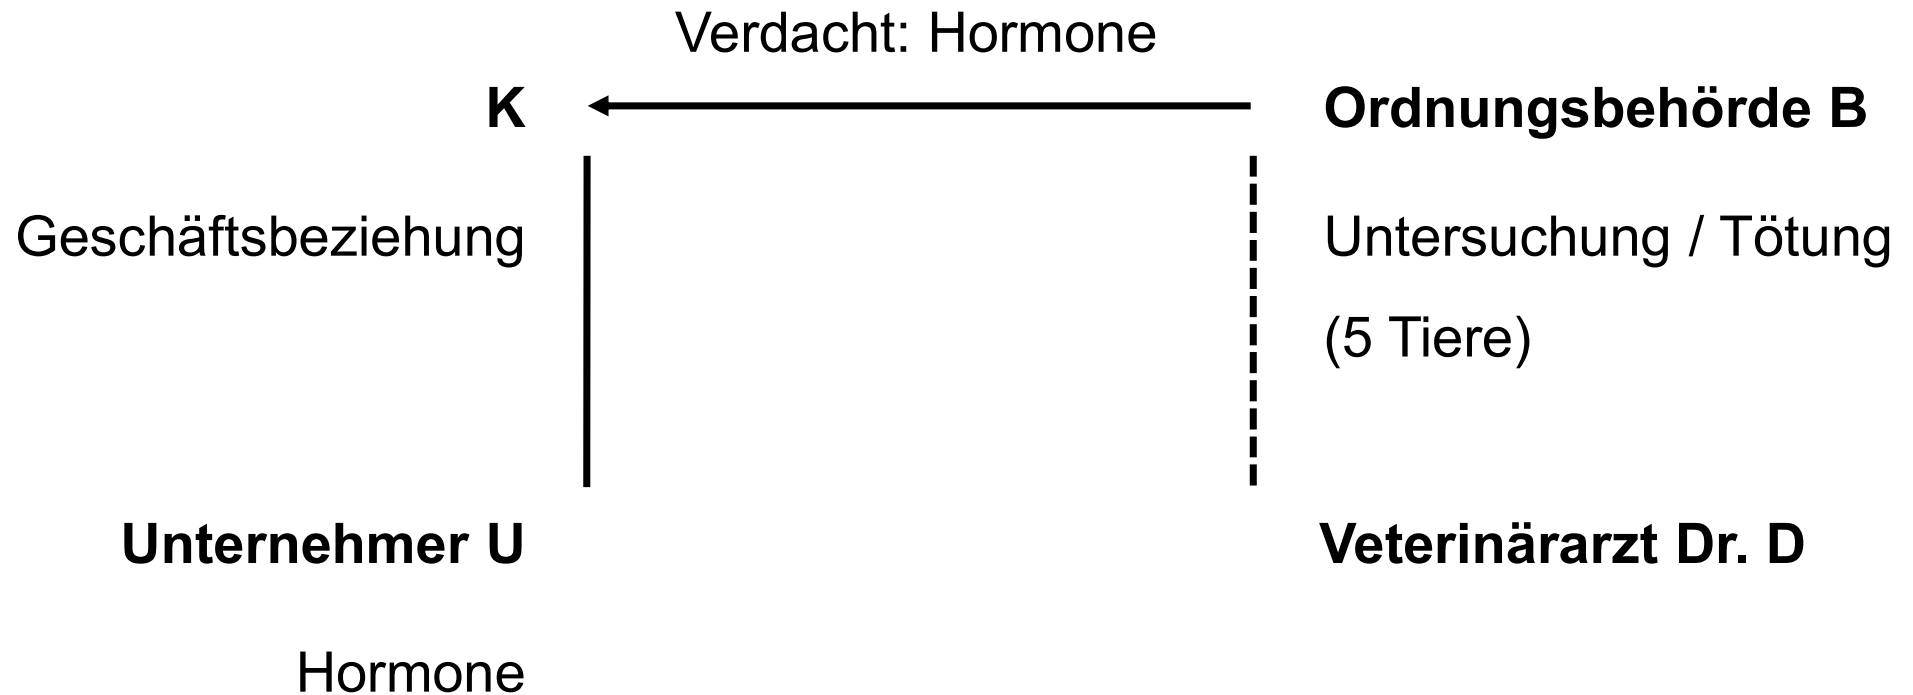 Verdacht: Hormone
K
Ordnungsbehörde B
Geschäftsbeziehung
Untersuchung / Tötung
(5 Tiere)
Unternehmer U
Veterinärarzt Dr. D
Hormone